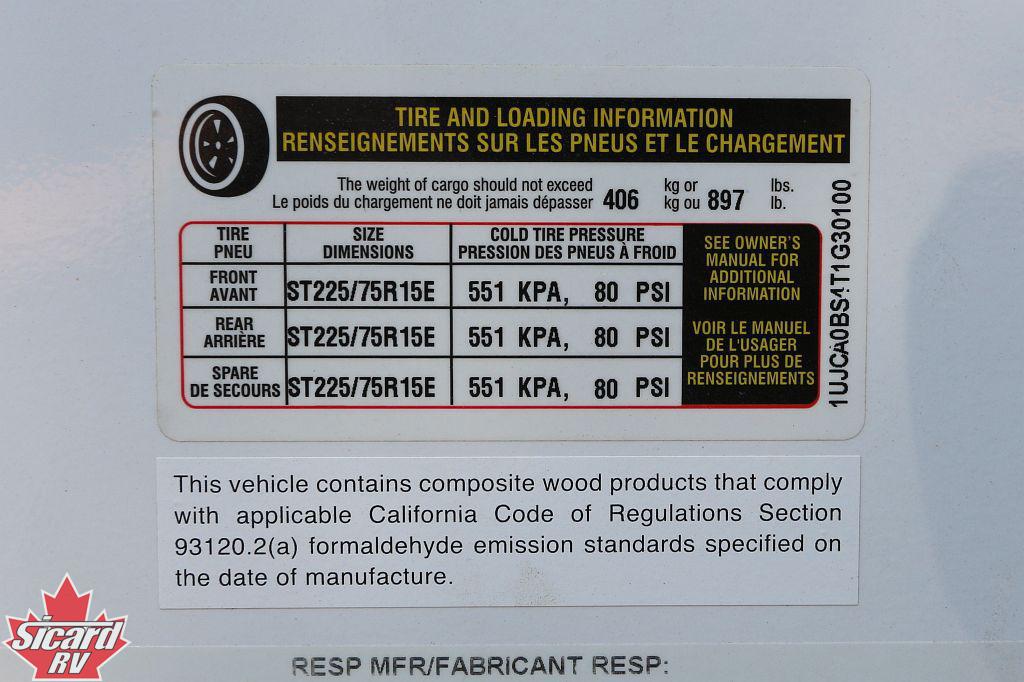 TIRE AND LOADING INFORMATION
RENSEIGNEMENTS SUR LES PNEUS ET LE CHARGEMENT
The weight of cargo should not exceed 406 kg or 897 lbs.
Le poids du chargement ne doit jamais dépasser kg ou lb.
TIRE PNEU
SIZE DIMENSIONS
COLD TIRE PRESSURE
PRESSION DES PNEUS À FROID
FRONT
AVANT ST225/75R15E 551 KPA, 80 PSI
REAR
ARRIÈRE ST225/75R15E 551 KPA, 80 PSI
SPARE
DE SECOURS ST225/75R15E 551 KPA, 80 PSI
SEE OWNER'S
MANUAL FOR
ADDITIONAL
INFORMATION
VOIR LE MANUEL
DE L'USAGER
POUR PLUS DE
RENSEIGNEMENTS
1UJCA0BS4T1G30100
This vehicle contains composite wood products that comply
with applicable California Code of Regulations Section
93120.2(a) formaldehyde emission standards specified on
the date of manufacture.
Sicard
RV
RESP MFR/FABRICANT RESP: